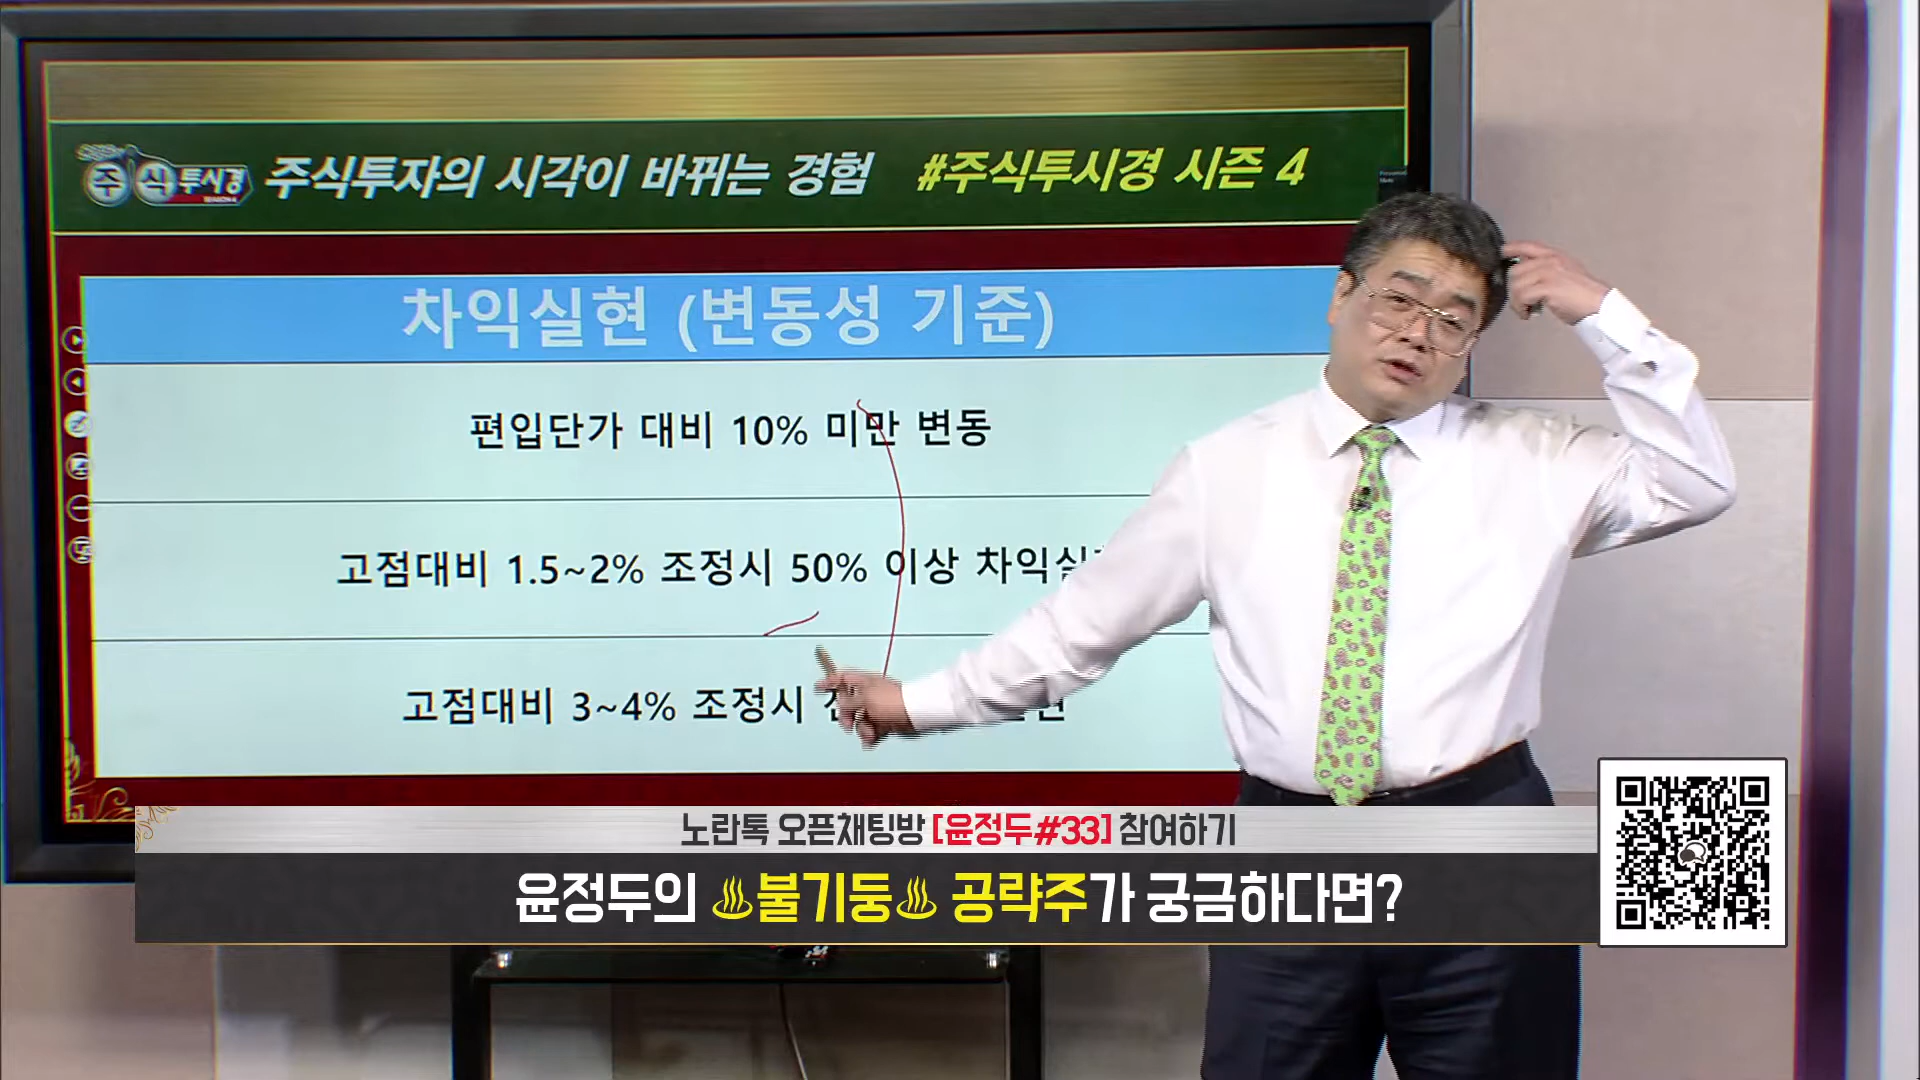 주식투시경 주식투자의 시각이 바뀌는 경험 #주식투시경 시즌 4
차익실현 (변동성 기준)
편입단가 대비 10% 미만 변동
고점대비 1.5~2% 조정시 50% 이상
고점대비 3~4% 조정시
노란톡 오픈채팅방 [윤정두#33] 참여하기
윤정두의 ♨불기둥♨ 공략주가 궁금하다면?